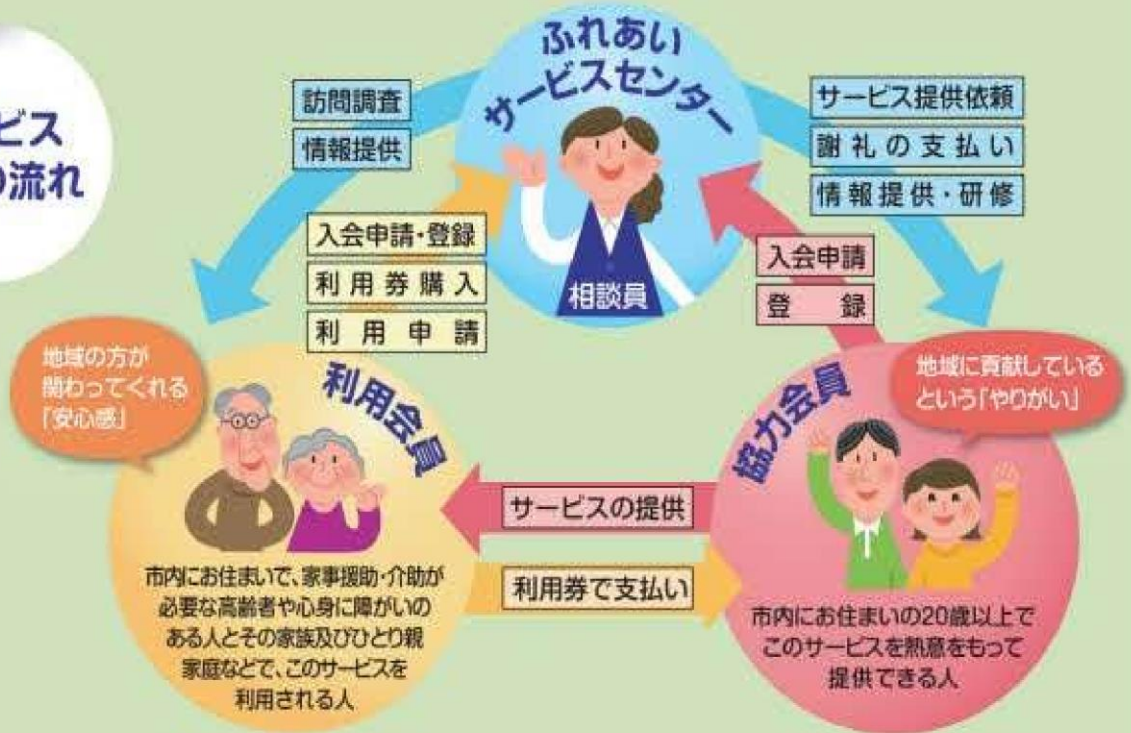 ビス
の流れ
ふれあい
サービスセンター
相談員
訪問調査
情報提供
サービス提供依頼
謝礼の支払い
情報提供・研修
入会申請・登録
利用券購入
利用申請
入会申請
登録
地域の方が
関わってくれる
「安心感」
利用会員
市内にお住まいで、家事援助・介助が
必要な高齢者や心身に障がいの
ある人とその家族及びひとり親
家庭などで、このサービスを
利用される人
サービスの提供
利用券で支払い
地域に貢献している
という「やりがい」
協力会員
市内にお住まいの20歳以上で
このサービスを熱意をもって
提供できる人